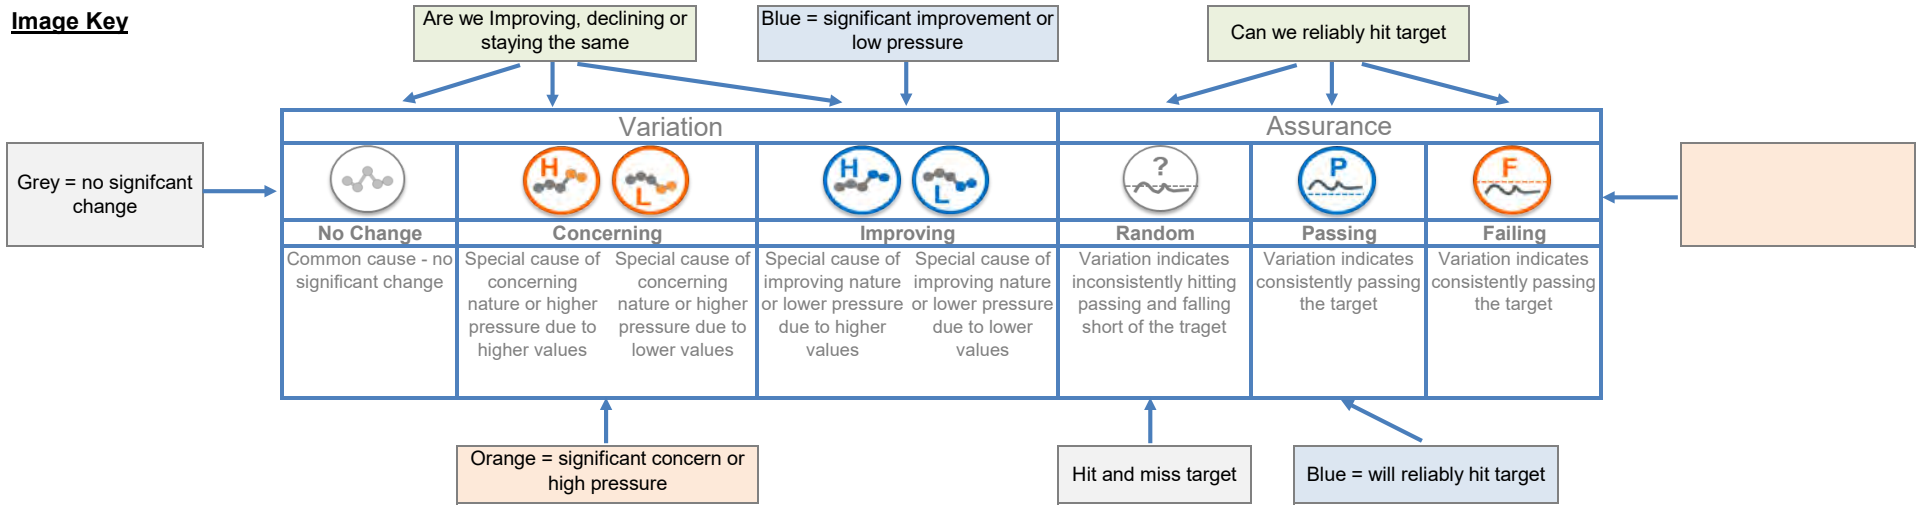 Image Key
Are we Improving, declining or
staying the same
Blue = significant improvement or
low pressure
Can we reliably hit target
Grey = no signifcant
change
Variation
Assurance
H
L
H
L
?
P
F
No Change
Concerning
Improving
Random
Passing
Failing
Common cause - no
significant change
Special cause of
concerning
nature or higher
pressure due to
higher values
Special cause of
concerning
nature or higher
pressure due to
lower values
Special cause of
improving nature
or lower pressure
due to higher
values
Special cause of
improving nature
or lower pressure
due to lower
values
Variation indicates
inconsistently hitting
passing and falling
short of the traget
Variation indicates
consistently passing
the target
Variation indicates
consistently passing
the target
Orange = significant concern or
high pressure
Hit and miss target
Blue = will reliably hit target